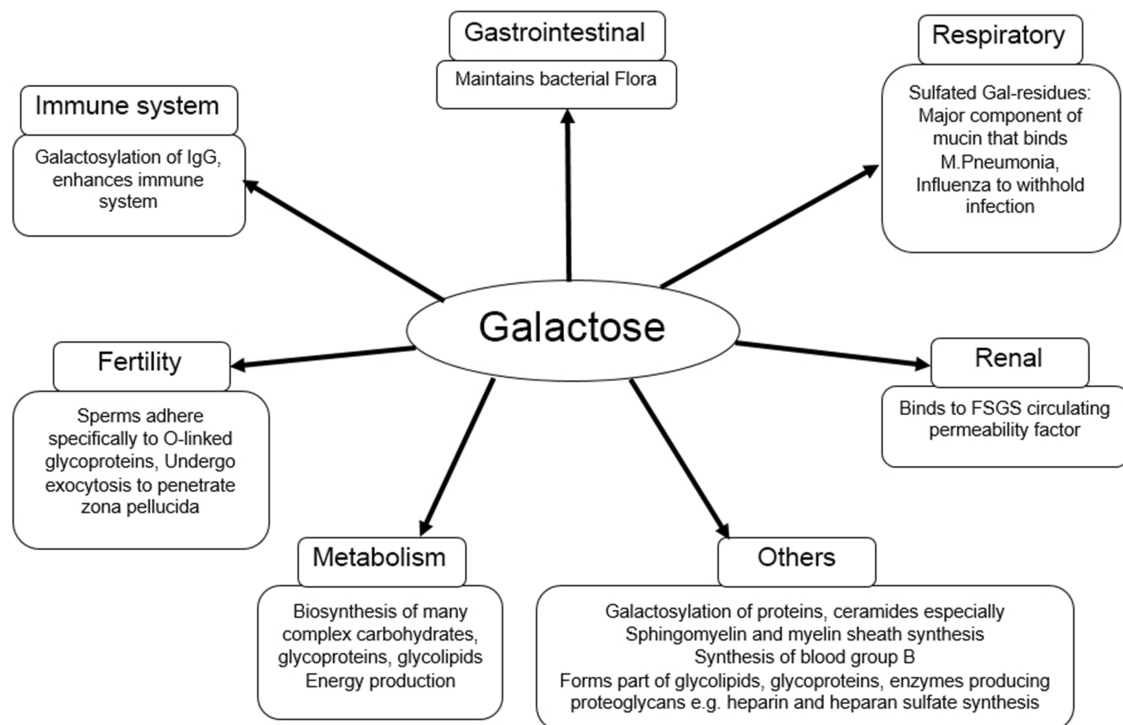 Gastrointestinal
Maintains bacterial Flora
Respiratory
Sulfated Gal-residues:
Major component of
mucin that binds
M.Pneumonia,
Influenza to withhold
infection
Immune system
Galactosylation of IgG,
enhances immune
system
Galactose
Fertility
Sperms adhere
specifically to O-linked
glycoproteins, Undergo
exocytosis to penetrate
zona pellucida
Renal
Binds to FSGS circulating
permeability factor
Metabolism
Biosynthesis of many
complex carbohydrates,
glycoproteins, glycolipids
Energy production
Others
Galactosylation of proteins, ceramides especially
Sphingomyelin and myelin sheath synthesis
Synthesis of blood group B
Forms part of glycolipids, glycoproteins, enzymes producing
proteoglycans e.g. heparin and heparan sulfate synthesis